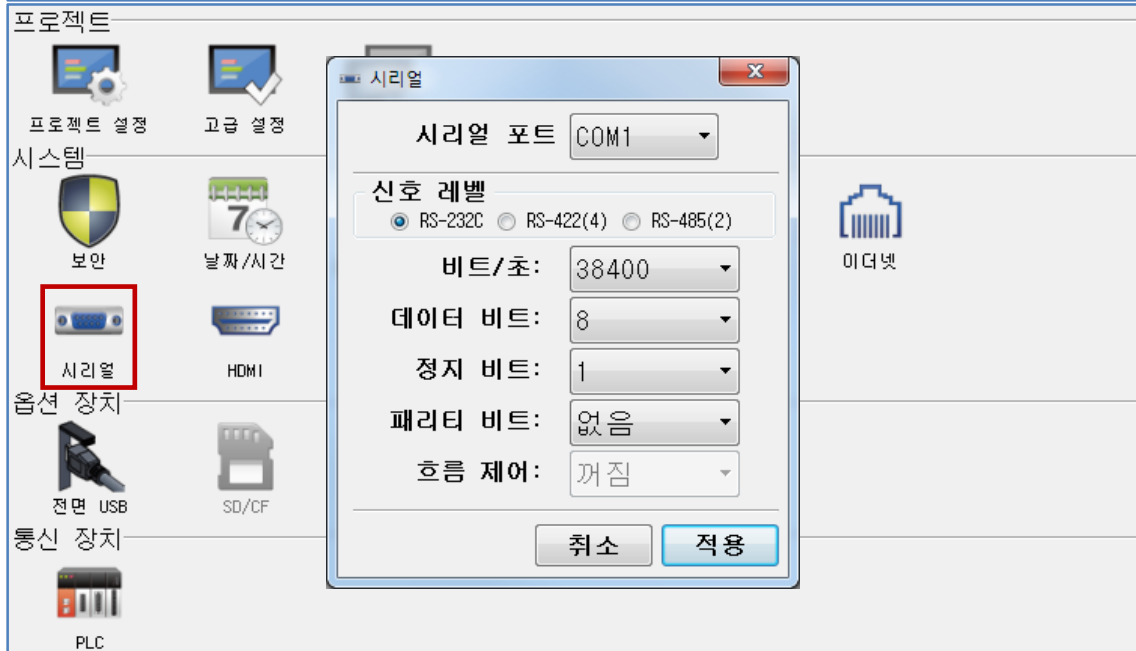 프로젝트
프로젝트 설정
고급 설정
시스템
보안
날짜/시간
이더넷
시리얼
HDMI
옵션 장치
전면 USB
SD/CF
통신 장치
PLC
시리얼
시리얼 포트 COM1
신호 레벨
RS-232C RS-422(4) RS-485(2)
비트/초: 38400
데이터 비트: 8
정지 비트: 1
패리티 비트: 없음
흐름 제어: 꺼짐
취소 적용